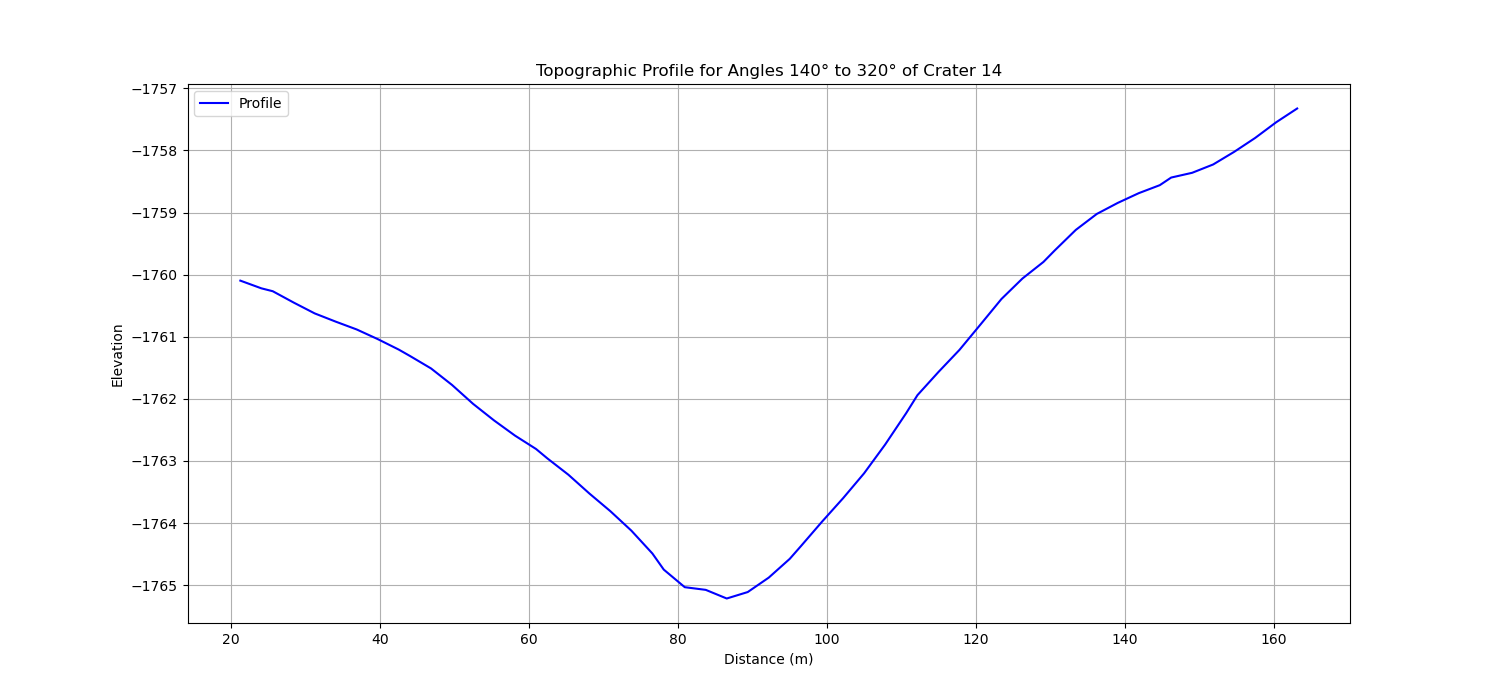 Topographic Profile for Angles 140° to 320° of Crater 14
Profile
−1757
−1758
−1759
−1760
−1761
−1762
−1763
−1764
−1765
Elevation
20 40 60 80 100 120 140 160
Distance (m)